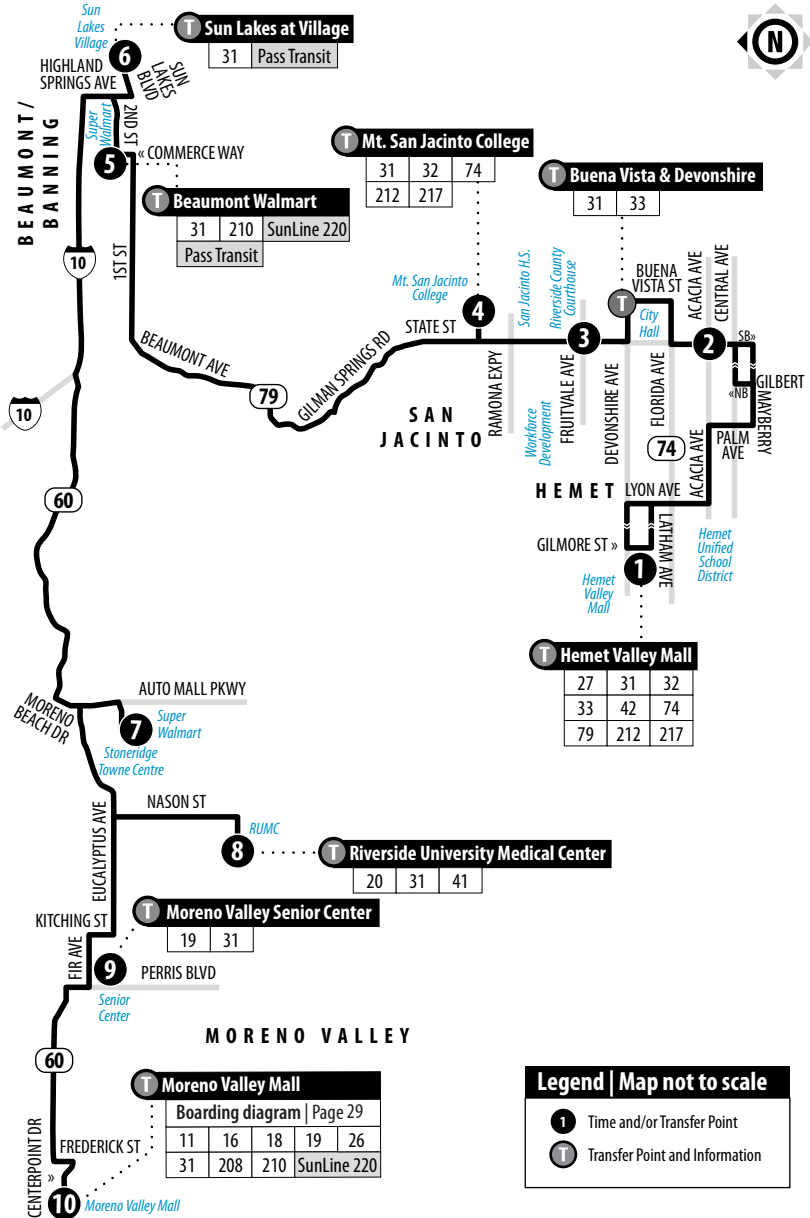 Sun
Lakes
Village
T Sun Lakes at Village
31 Pass Transit
N
6
HIGHLAND
SPRINGS AVE
SUN
LAKES
BLVD
BEAUMONT/
BANNING
2ND ST
Super
Walmart
5
« COMMERCE WAY
T Beaumont Walmart
31 210 SunLine 220
Pass Transit
T Mt. San Jacinto College
31 32 74
212 217
T Buena Vista & Devonshire
31 33
10
1ST ST
BEAUMONT AVE
79
GILMAN SPRINGS RD
Mt. San Jacinto
College
4
STATE ST
RAMONA EXPY
San Jacinto H.S.
Riverside County
Courthouse
3
FRUITVALE AVE
Workforce
Development
SAN
JACINTO
T
BUENA
VISTA ST
City
Hall
DEVONSHIRE AVE
FLORIDA AVE
74
ACACIA AVE
CENTRAL AVE
2
SB»
«NB
GILBERT
MAYBERRY
PALM
AVE
ACACIA AVE
HEMET
LYON AVE
LATHAM AVE
GILMORE ST »
1
Hemet
Valley
Mall
Hemet
Unified
School
District
T Hemet Valley Mall
27 31 32
33 42 74
79 212 217
10
60
MORENO
BEACH DR
AUTO MALL PKWY
7
Super
Walmart
Stoneridge
Towne Centre
EUCALYPTUS AVE
NASON ST
RUMC
8
T Riverside University Medical Center
20 31 41
KITCHING ST
T Moreno Valley Senior Center
19 31
FIR AVE
9
PERRIS BLVD
Senior
Center
MORENO VALLEY
60
T Moreno Valley Mall
Boarding diagram | Page 29
11 16 18 19 26
31 208 210 SunLine 220
CENTERPOINT DR
»
FREDERICK ST
10
Moreno Valley Mall
Legend | Map not to scale
1 Time and/or Transfer Point
T Transfer Point and Information